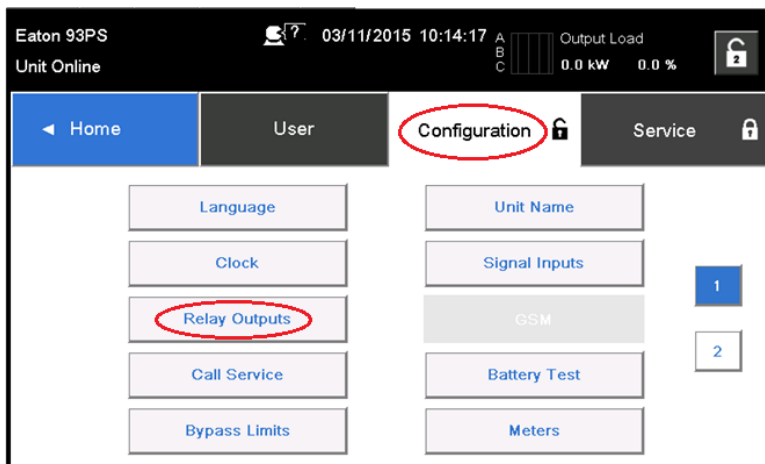 Eaton 93PS
? 03/11/2015 10:14:17
Unit Online
A
B
C
Output Load
0.0 kW 0.0 %
2
◄ Home
User
Configuration
Service
Language
Unit Name
Clock
Signal Inputs
1
Relay Outputs
GSM
2
Call Service
Battery Test
Bypass Limits
Meters